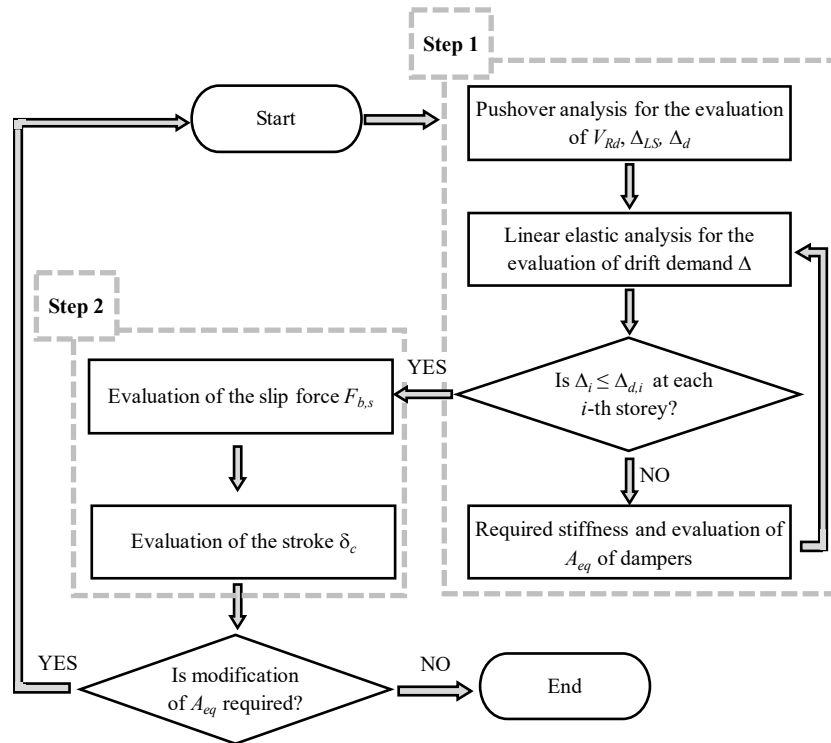 Step 1
Start
Pushover analysis for the evaluation
of V_Rd, Δ_LS, Δ_d
Linear elastic analysis for the
evaluation of drift demand Δ
Step 2
YES
Is Δ_i ≤ Δ_d,i at each
i-th storey?
Evaluation of the slip force F_b,s
NO
Required stiffness and evaluation of
A_eq of dampers
Evaluation of the stroke δ_c
YES
Is modification
of A_eq required?
NO
End